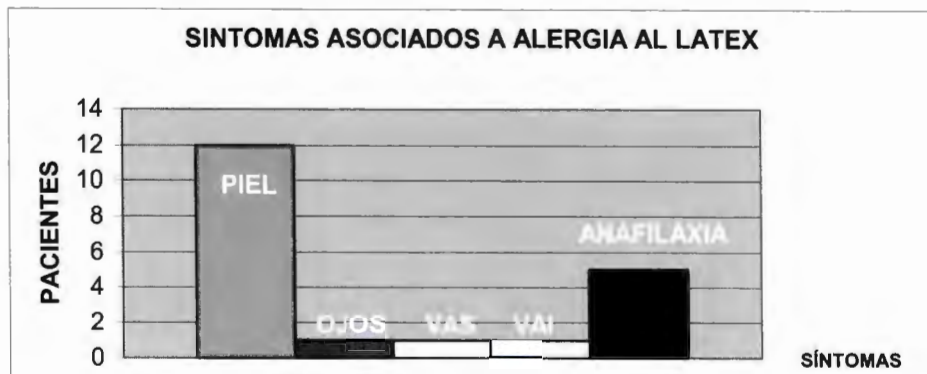 SINTOMAS ASOCIADOS A ALERGIA AL LATEX
PACIENTES
14
12
10
8
6
4
2
0
PIEL
OJOS
VAS
VAI
ANAFILAXIA
SÍNTOMAS